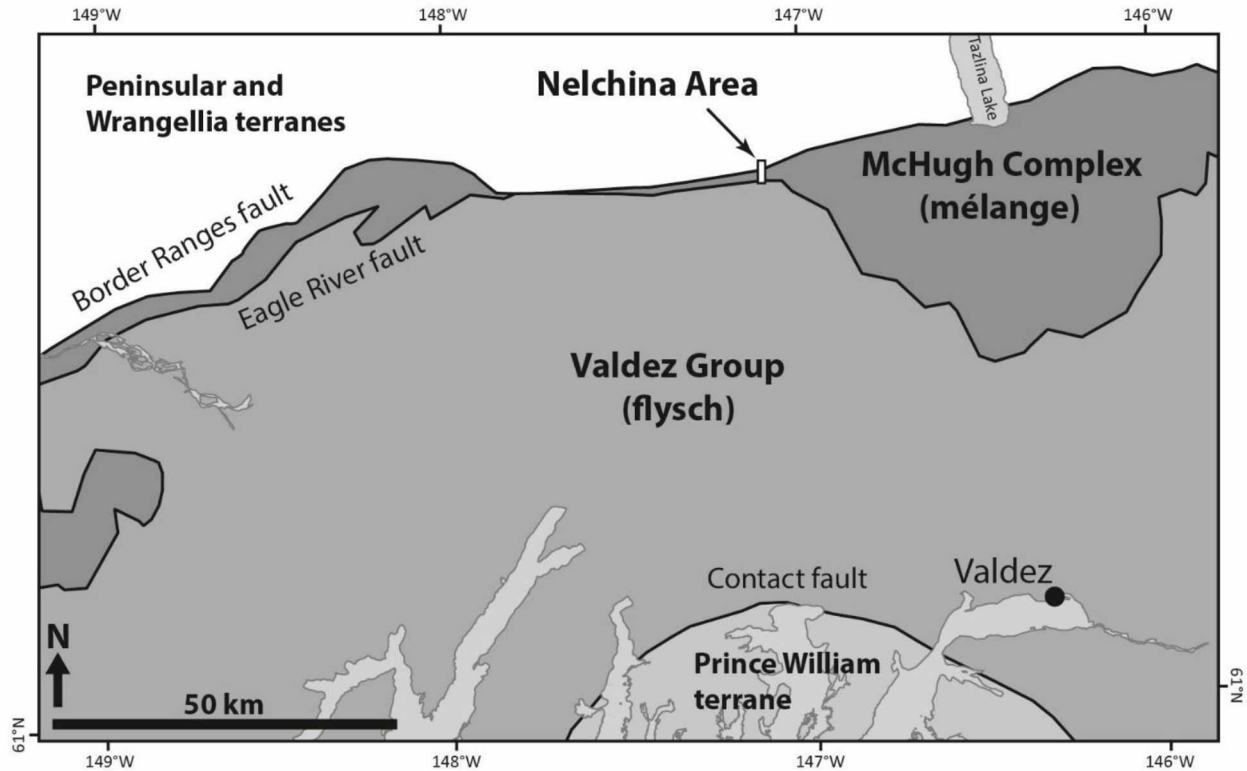 149°W
148°W
147°W
146°W
Peninsular and
Wrangellia terranes
Nelchina Area
Tazlina Lake
McHugh Complex
(mélange)
Border Ranges fault
Eagle River fault
Valdez Group
(flysch)
Contact fault
Valdez
N
50 km
Prince William
terrane
61°N
61°N
149°W
148°W
147°W
146°W